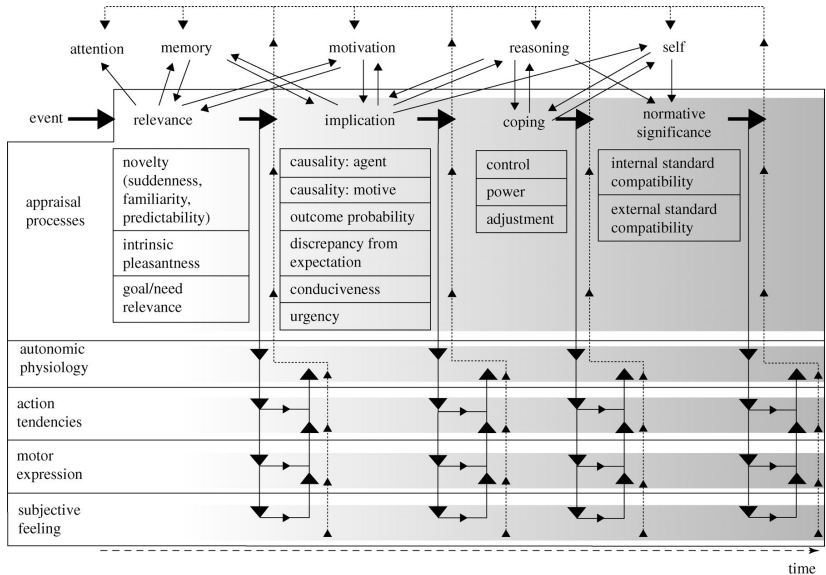 attention
memory
motivation
reasoning
self
event
relevance
implication
coping
normative
significance
appraisal
processes
novelty
(suddenness,
familiarity,
predictability)
intrinsic
pleasantness
goal/need
relevance
causality: agent
causality: motive
outcome probability
discrepancy from
expectation
conduciveness
urgency
control
power
adjustment
internal standard
compatibility
external standard
compatibility
autonomic
physiology
action
tendencies
motor
expression
subjective
feeling
time